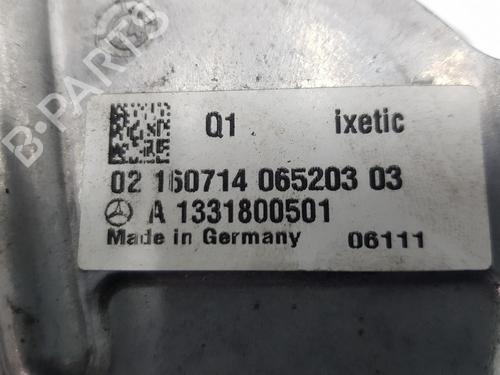 B-PARTS
Q1 ixetic
02 160714 065203 03
A 1331800501
Made in Germany 06111